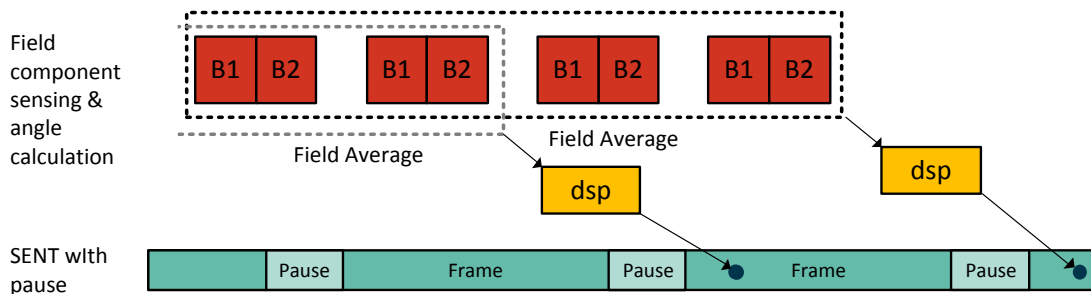 Field
component
sensing &
angle
calculation
B1 B2 B1 B2 B1 B2 B1 B2
Field Average
Field Average
dsp
dsp
SENT wIth
pause
Pause Frame Pause Frame Pause